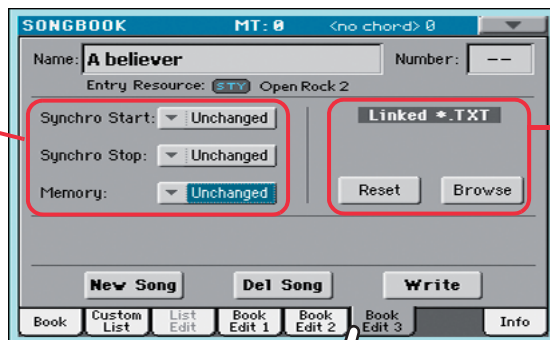 SONGBOOK MT: 0 <no chord> 0
Name: A believer Number: --
Entry Resource: STY Open Rock 2
Synchro Start: Unchanged Linked *.TXT
Synchro Stop: Unchanged
Memory: Unchanged Reset Browse
New Song Del Song Write
Book Custom List List Edit Book Edit 1 Book Edit 2 Book Edit 3 Info